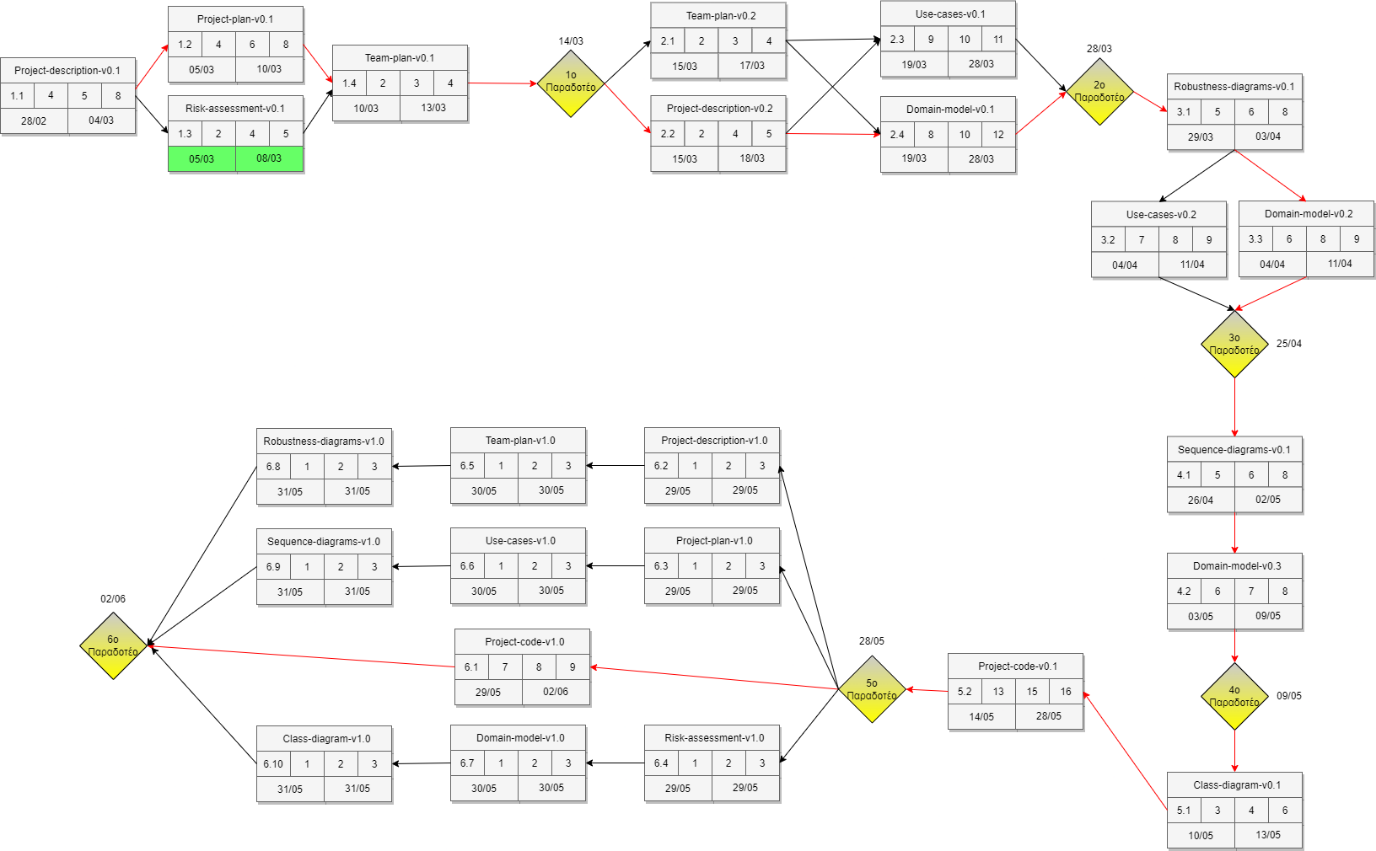 Project-description-v0.1
1.1 4 5 8
28/02 04/03
Project-plan-v0.1
1.2 4 6 8
05/03 10/03
Risk-assessment-v0.1
1.3 2 4 5
05/03 08/03
Team-plan-v0.1
1.4 2 3 4
10/03 13/03
14/03
1ο
Παραδοτέο
Team-plan-v0.2
2.1 2 3 4
15/03 17/03
Project-description-v0.2
2.2 2 4 5
15/03 18/03
Use-cases-v0.1
2.3 9 10 11
19/03 28/03
Domain-model-v0.1
2.4 8 10 12
19/03 28/03
28/03
2ο
Παραδοτέο
Robustness-diagrams-v0.1
3.1 5 6 8
29/03 03/04
Use-cases-v0.2
3.2 7 8 9
04/04 11/04
Domain-model-v0.2
3.3 6 8 9
04/04 11/04
3ο
Παραδοτέο
25/04
Sequence-diagrams-v0.1
4.1 5 6 8
26/04 02/05
Domain-model-v0.3
4.2 6 7 8
03/05 09/05
4ο
Παραδοτέο
09/05
Class-diagram-v0.1
5.1 3 4 6
10/05 13/05
Project-code-v0.1
5.2 13 15 16
14/05 28/05
28/05
5ο
Παραδοτέο
Project-description-v1.0
6.2 1 2 3
29/05 29/05
Team-plan-v1.0
6.5 1 2 3
30/05 30/05
Robustness-diagrams-v1.0
6.8 1 2 3
31/05 31/05
Project-plan-v1.0
6.3 1 2 3
29/05 29/05
Use-cases-v1.0
6.6 1 2 3
30/05 30/05
Sequence-diagrams-v1.0
6.9 1 2 3
31/05 31/05
Project-code-v1.0
6.1 7 8 9
29/05 02/06
Risk-assessment-v1.0
6.4 1 2 3
29/05 29/05
Domain-model-v1.0
6.7 1 2 3
30/05 30/05
Class-diagram-v1.0
6.10 1 2 3
31/05 31/05
02/06
6ο
Παραδοτέο